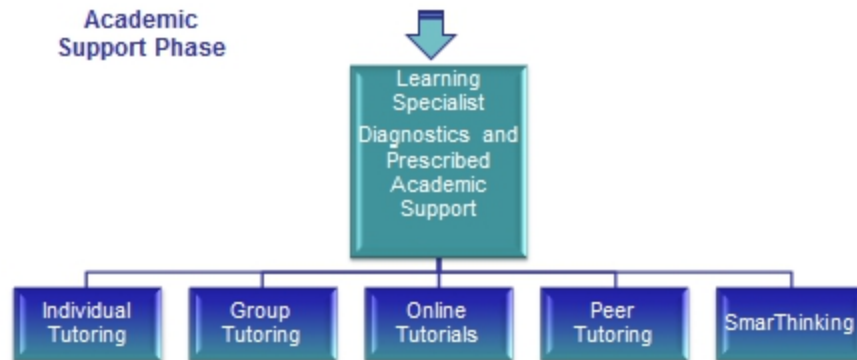 Academic
Support Phase
Learning
Specialist
Diagnostics and
Prescribed
Academic
Support
Individual
Tutoring
Group
Tutoring
Online
Tutorials
Peer
Tutoring
SmarThinking